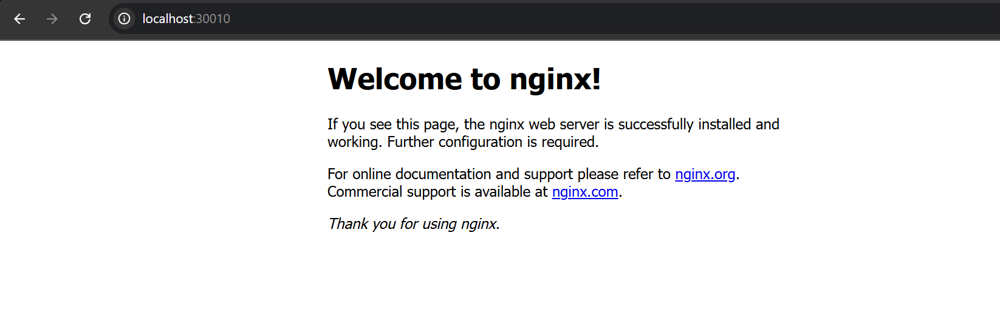 localhost:30010
Welcome to nginx!
If you see this page, the nginx web server is successfully installed and
working. Further configuration is required.
For online documentation and support please refer to nginx.org.
Commercial support is available at nginx.com.
Thank you for using nginx.